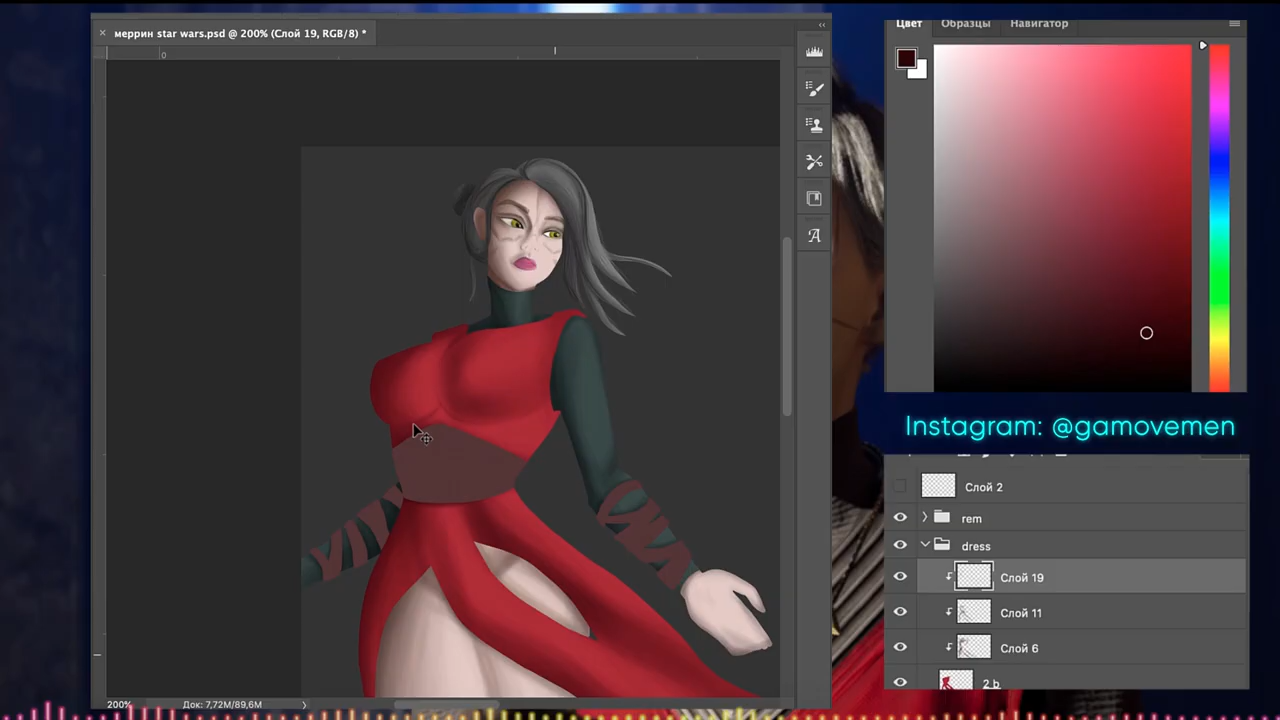 меррин star wars.psd @ 200% (Слой 19, RGB/8) *
0
200%
Док: 7,72M/89,6M
Цвет
Образцы
Навигатор
Instagram: @gamovemen
Слой 2
rem
dress
Слой 19
Слой 11
Слой 6
2 b